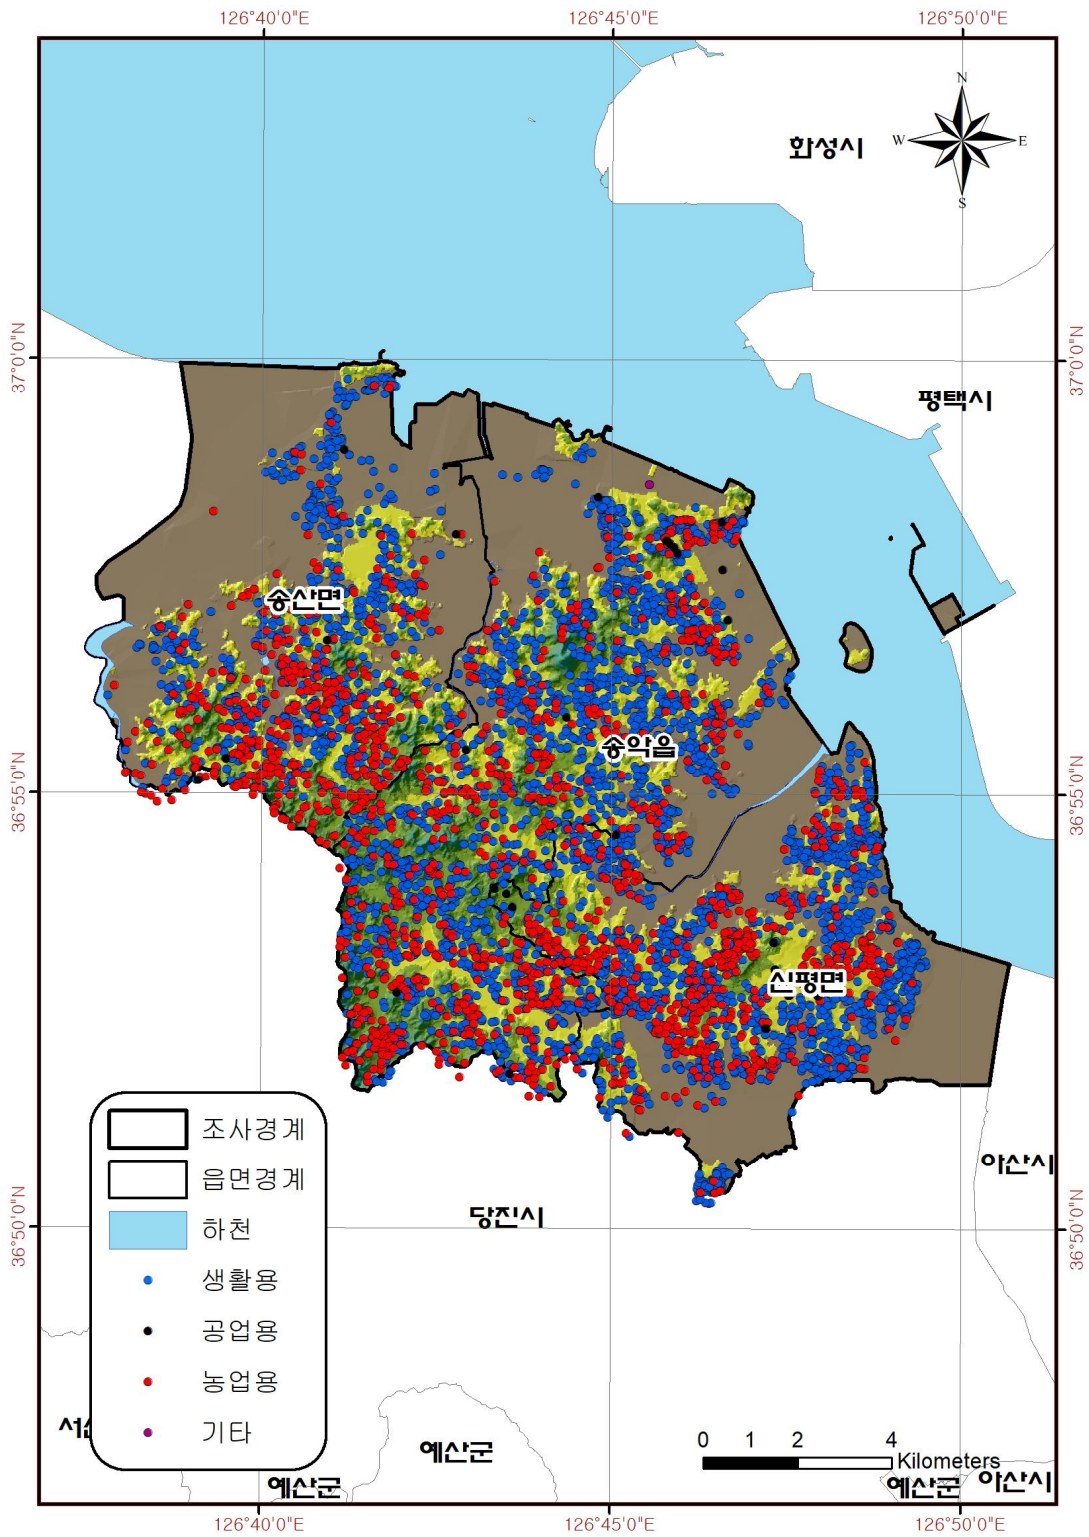 126°40'0"E
126°45'0"E
126°50'0"E
N
W
E
S
화성시
37°0'0"N
37°0'0"N
평택시
송산면
송악읍
36°55'0"N
36°55'0"N
신평면
조사경계
읍면경계
하천
생활용
공업용
농업용
기타
아산시
당진시
36°50'0"N
36°50'0"N
예산군
0 1 2 4
Kilometers
예산군
예산군
아산시
126°40'0"E
126°45'0"E
126°50'0"E